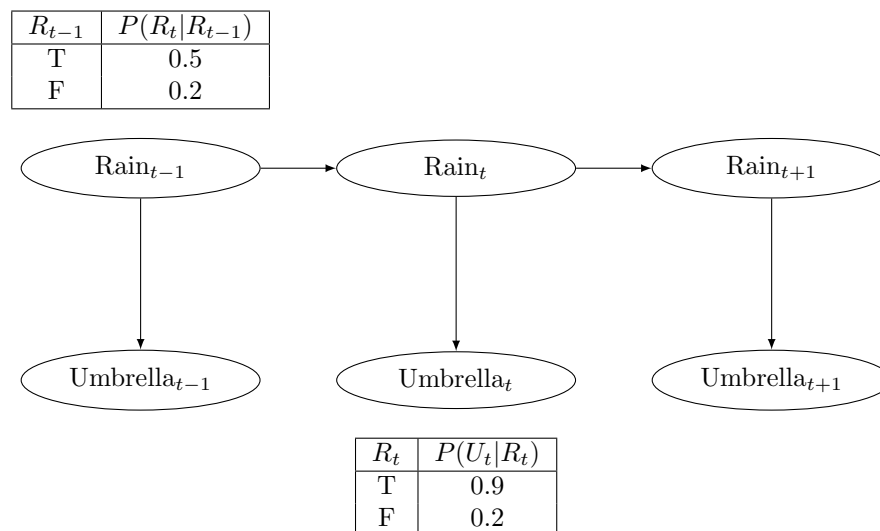 R_{t-1} P(R_t|R_{t-1})
T 0.5
F 0.2
Rain_{t-1} Rain_t Rain_{t+1}
Umbrella_{t-1} Umbrella_t Umbrella_{t+1}
R_t P(U_t|R_t)
T 0.9
F 0.2